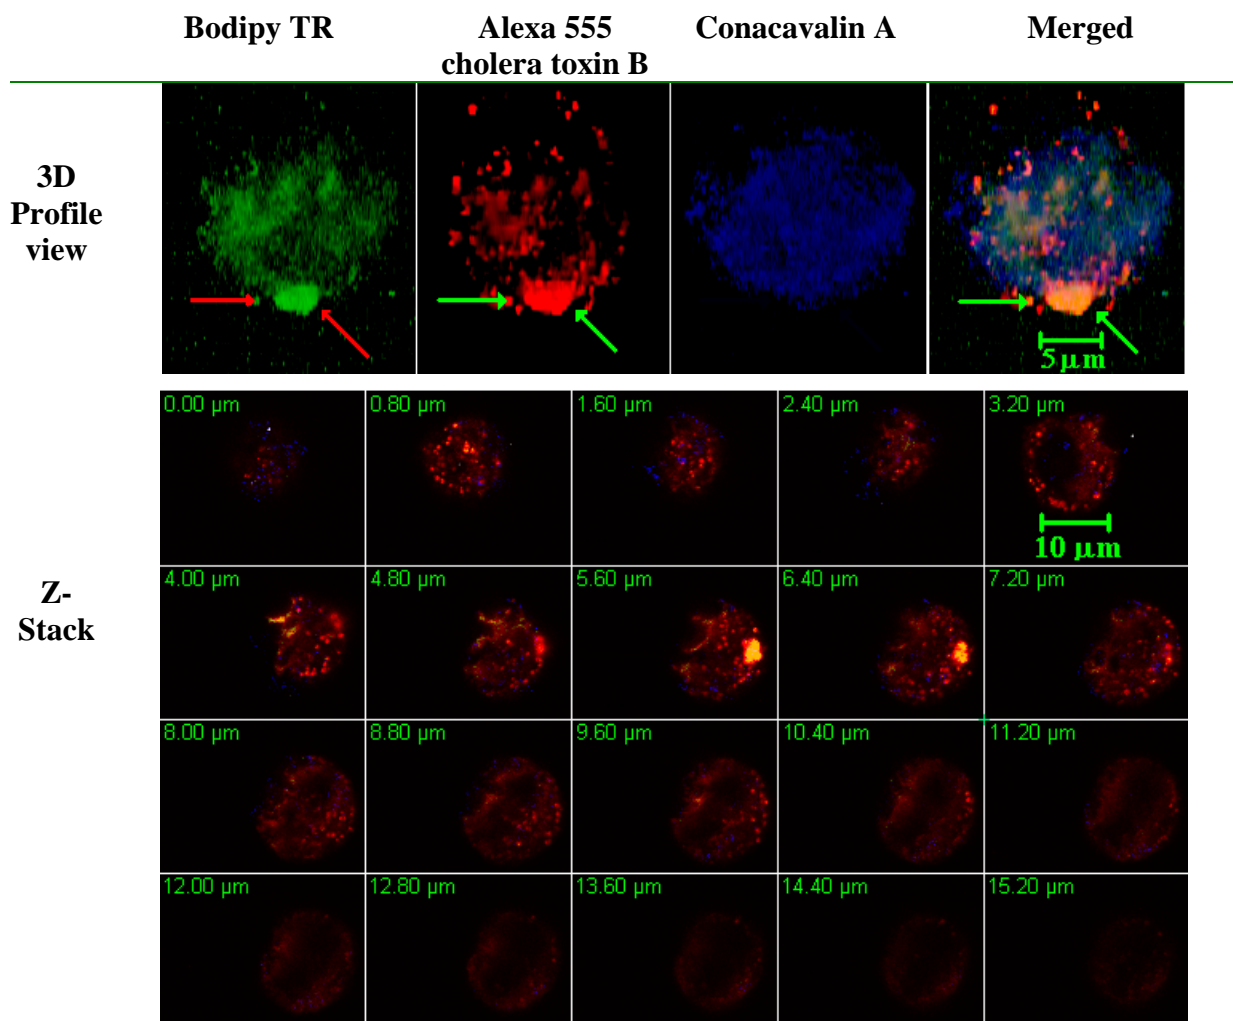 Bodipy TR
Alexa 555
cholera toxin B
Conacavalin A
Merged
3D
Profile
view
5 μm
0.00 µm
0.80 µm
1.60 µm
2.40 µm
3.20 µm
10 μm
Z-
Stack
4.00 µm
4.80 µm
5.60 µm
6.40 µm
7.20 µm
8.00 µm
8.80 µm
9.60 µm
10.40 µm
11.20 µm
12.00 µm
12.80 µm
13.60 µm
14.40 µm
15.20 µm